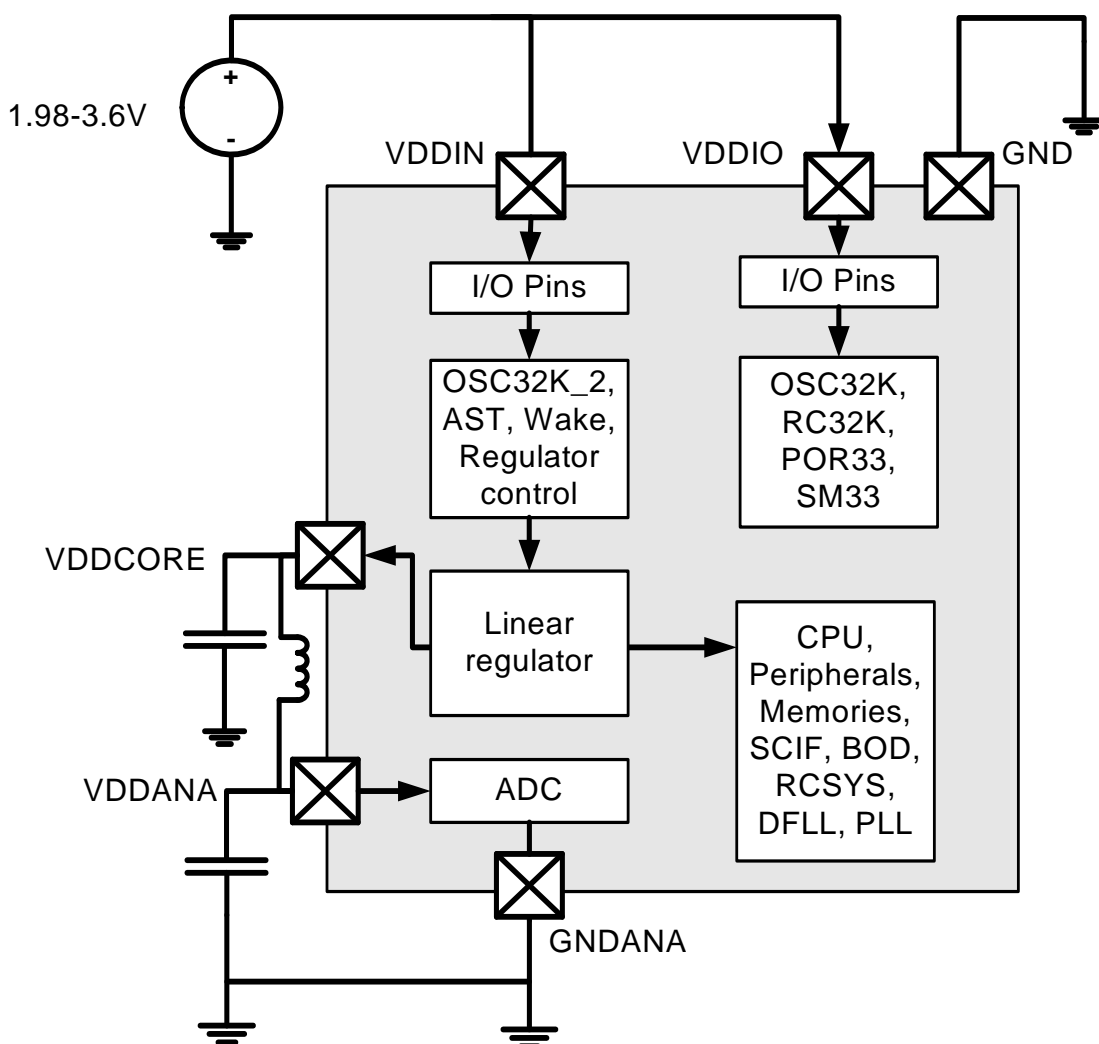 +
1.98-3.6V
-
VDDIN
VDDIO
GND
I/O Pins
I/O Pins
OSC32K_2,
AST, Wake,
Regulator
control
OSC32K,
RC32K,
POR33,
SM33
VDDCORE
Linear
regulator
CPU,
Peripherals,
Memories,
SCIF, BOD,
RCSYS,
DFLL, PLL
VDDANA
ADC
GNDANA